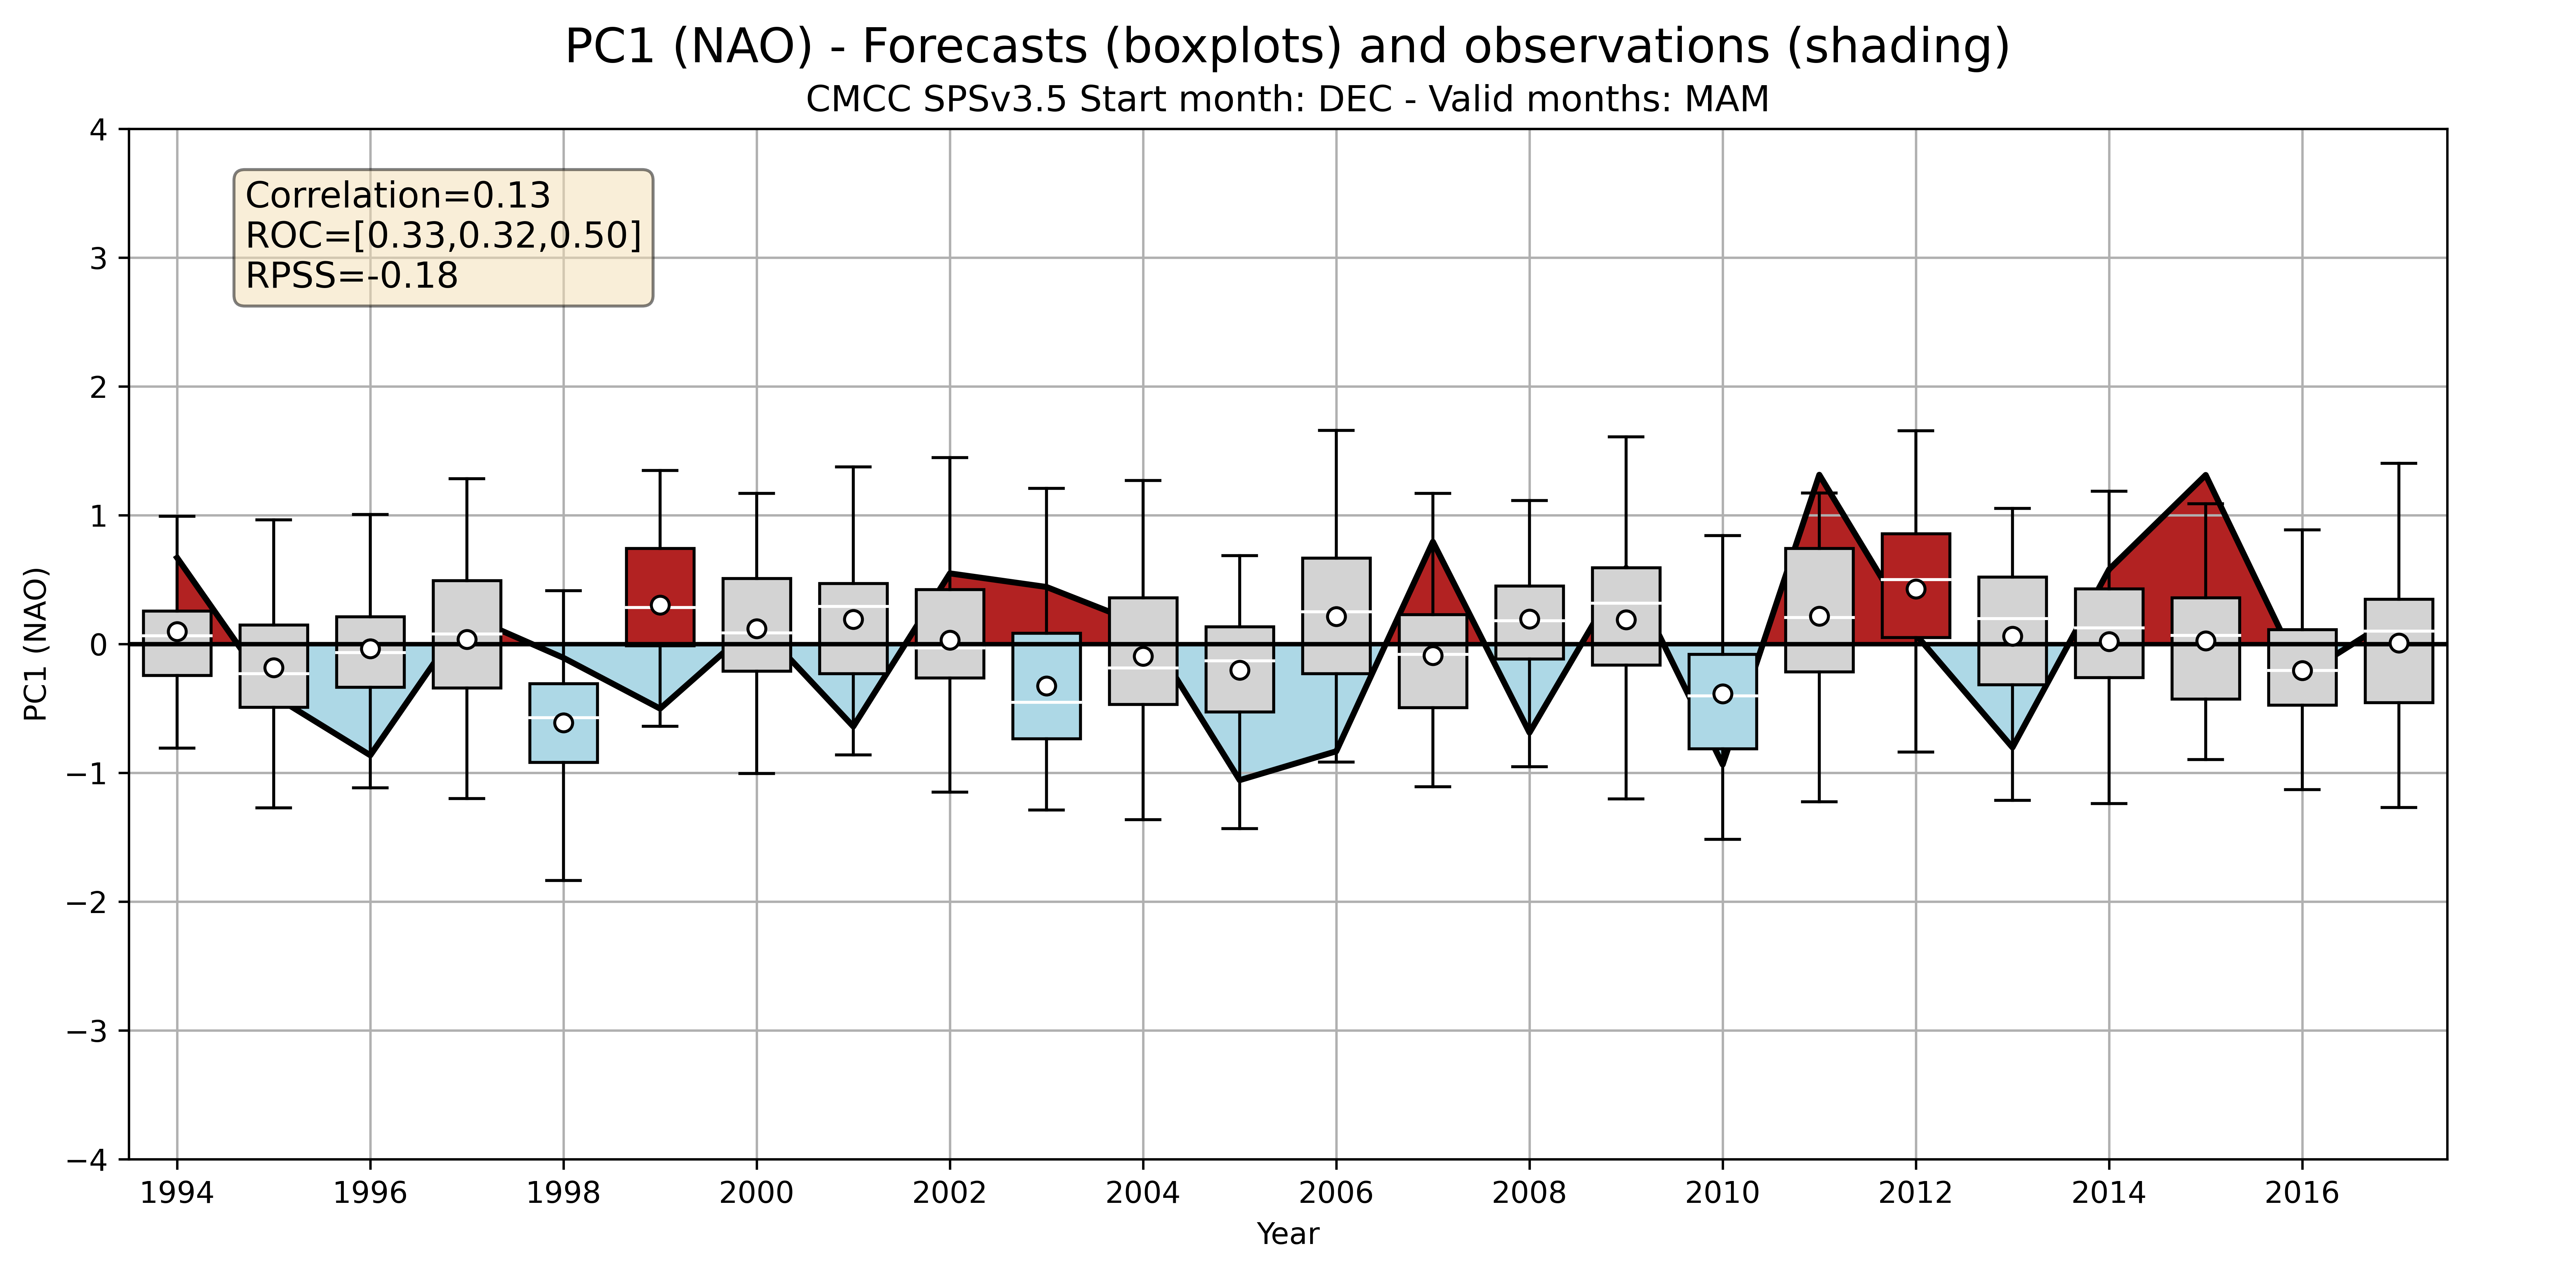 PC1 (NAO) - Forecasts (boxplots) and observations (shading)
CMCC SPSv3.5 Start month: DEC - Valid months: MAM
Correlation=0.13
ROC=[0.33,0.32,0.50]
RPSS=-0.18
PC1 (NAO)
4
3
2
1
0
−1
−2
−3
−4
1994 1996 1998 2000 2002 2004 2006 2008 2010 2012 2014 2016
Year